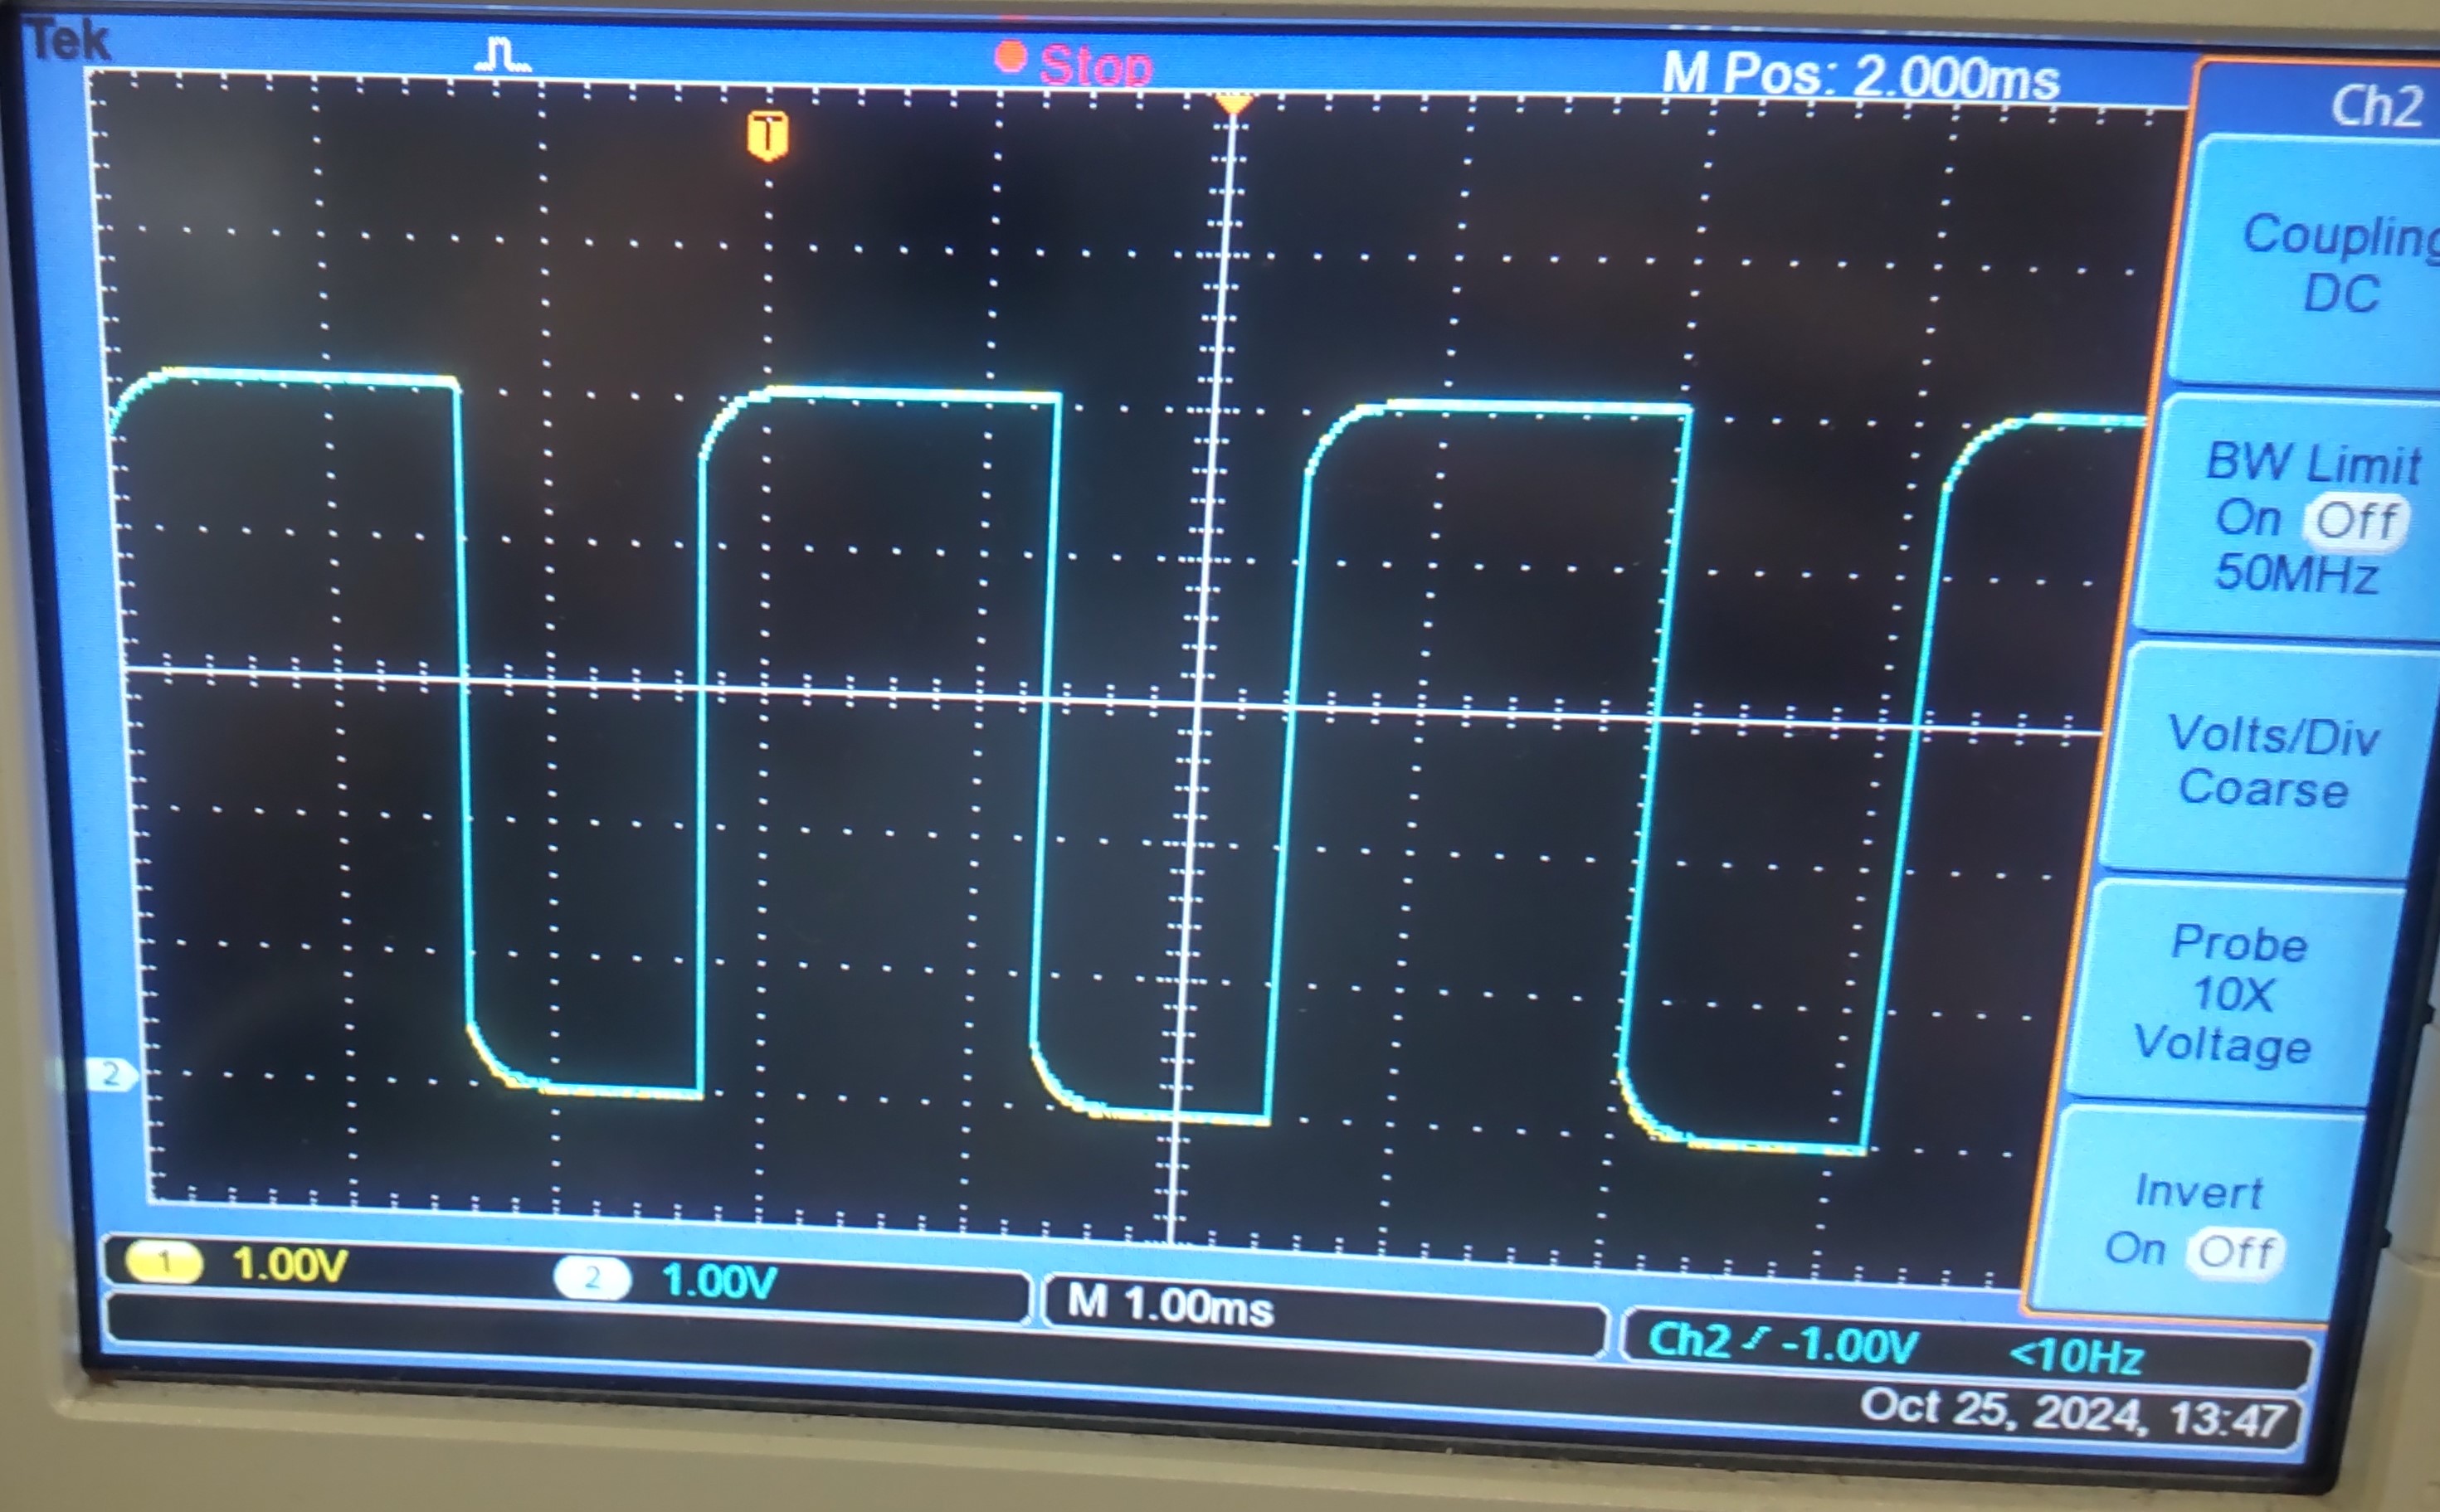 Tek
Stop
M Pos: 2.000ms
T
Ch2
Coupling
DC
BW Limit
On Off
50MHz
Volts/Div
Coarse
Probe
10X
Voltage
Invert
On Off
2
1 1.00V 2 1.00V
M 1.00ms
Ch2 -1.00V <10Hz
Oct 25, 2024, 13:47